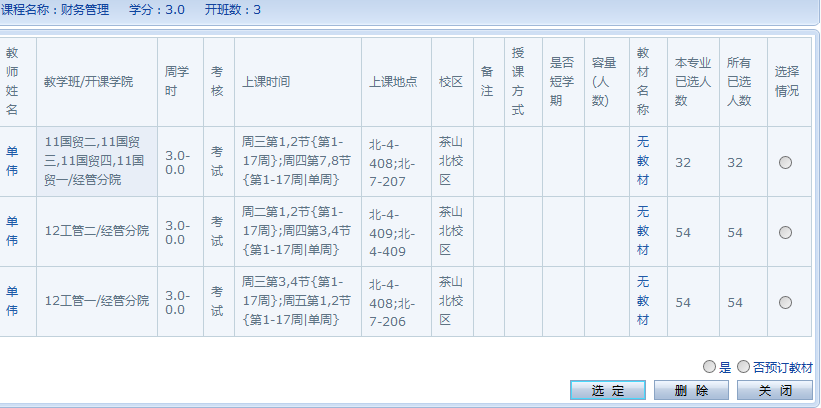 课程名称：财务管理 学分：3.0 开班数：3
教师姓名 教学班/开课学院 周学时 考核 上课时间 上课地点 校区 备注 授课方式 是否短学期 容量(人数) 教材名称 本专业已选人数 所有已选人数 选择情况
单伟 11国贸二,11国贸三,11国贸四,11国贸一/经管分院 3.0-0.0 考试 周三第1,2节{第1-17周};周四第7,8节{第1-17周|单周} 北-4-408;北-7-207 茶山北校区 无教材 32 32
单伟 12工管二/经管分院 3.0-0.0 考试 周二第1,2节{第1-17周};周四第3,4节{第1-17周|单周} 北-4-409;北-4-409 茶山北校区 无教材 54 54
单伟 12工管一/经管分院 3.0-0.0 考试 周三第3,4节{第1-17周};周五第1,2节{第1-17周|单周} 北-4-408;北-7-206 茶山北校区 无教材 54 54
是 否预订教材
选 定 删 除 关 闭